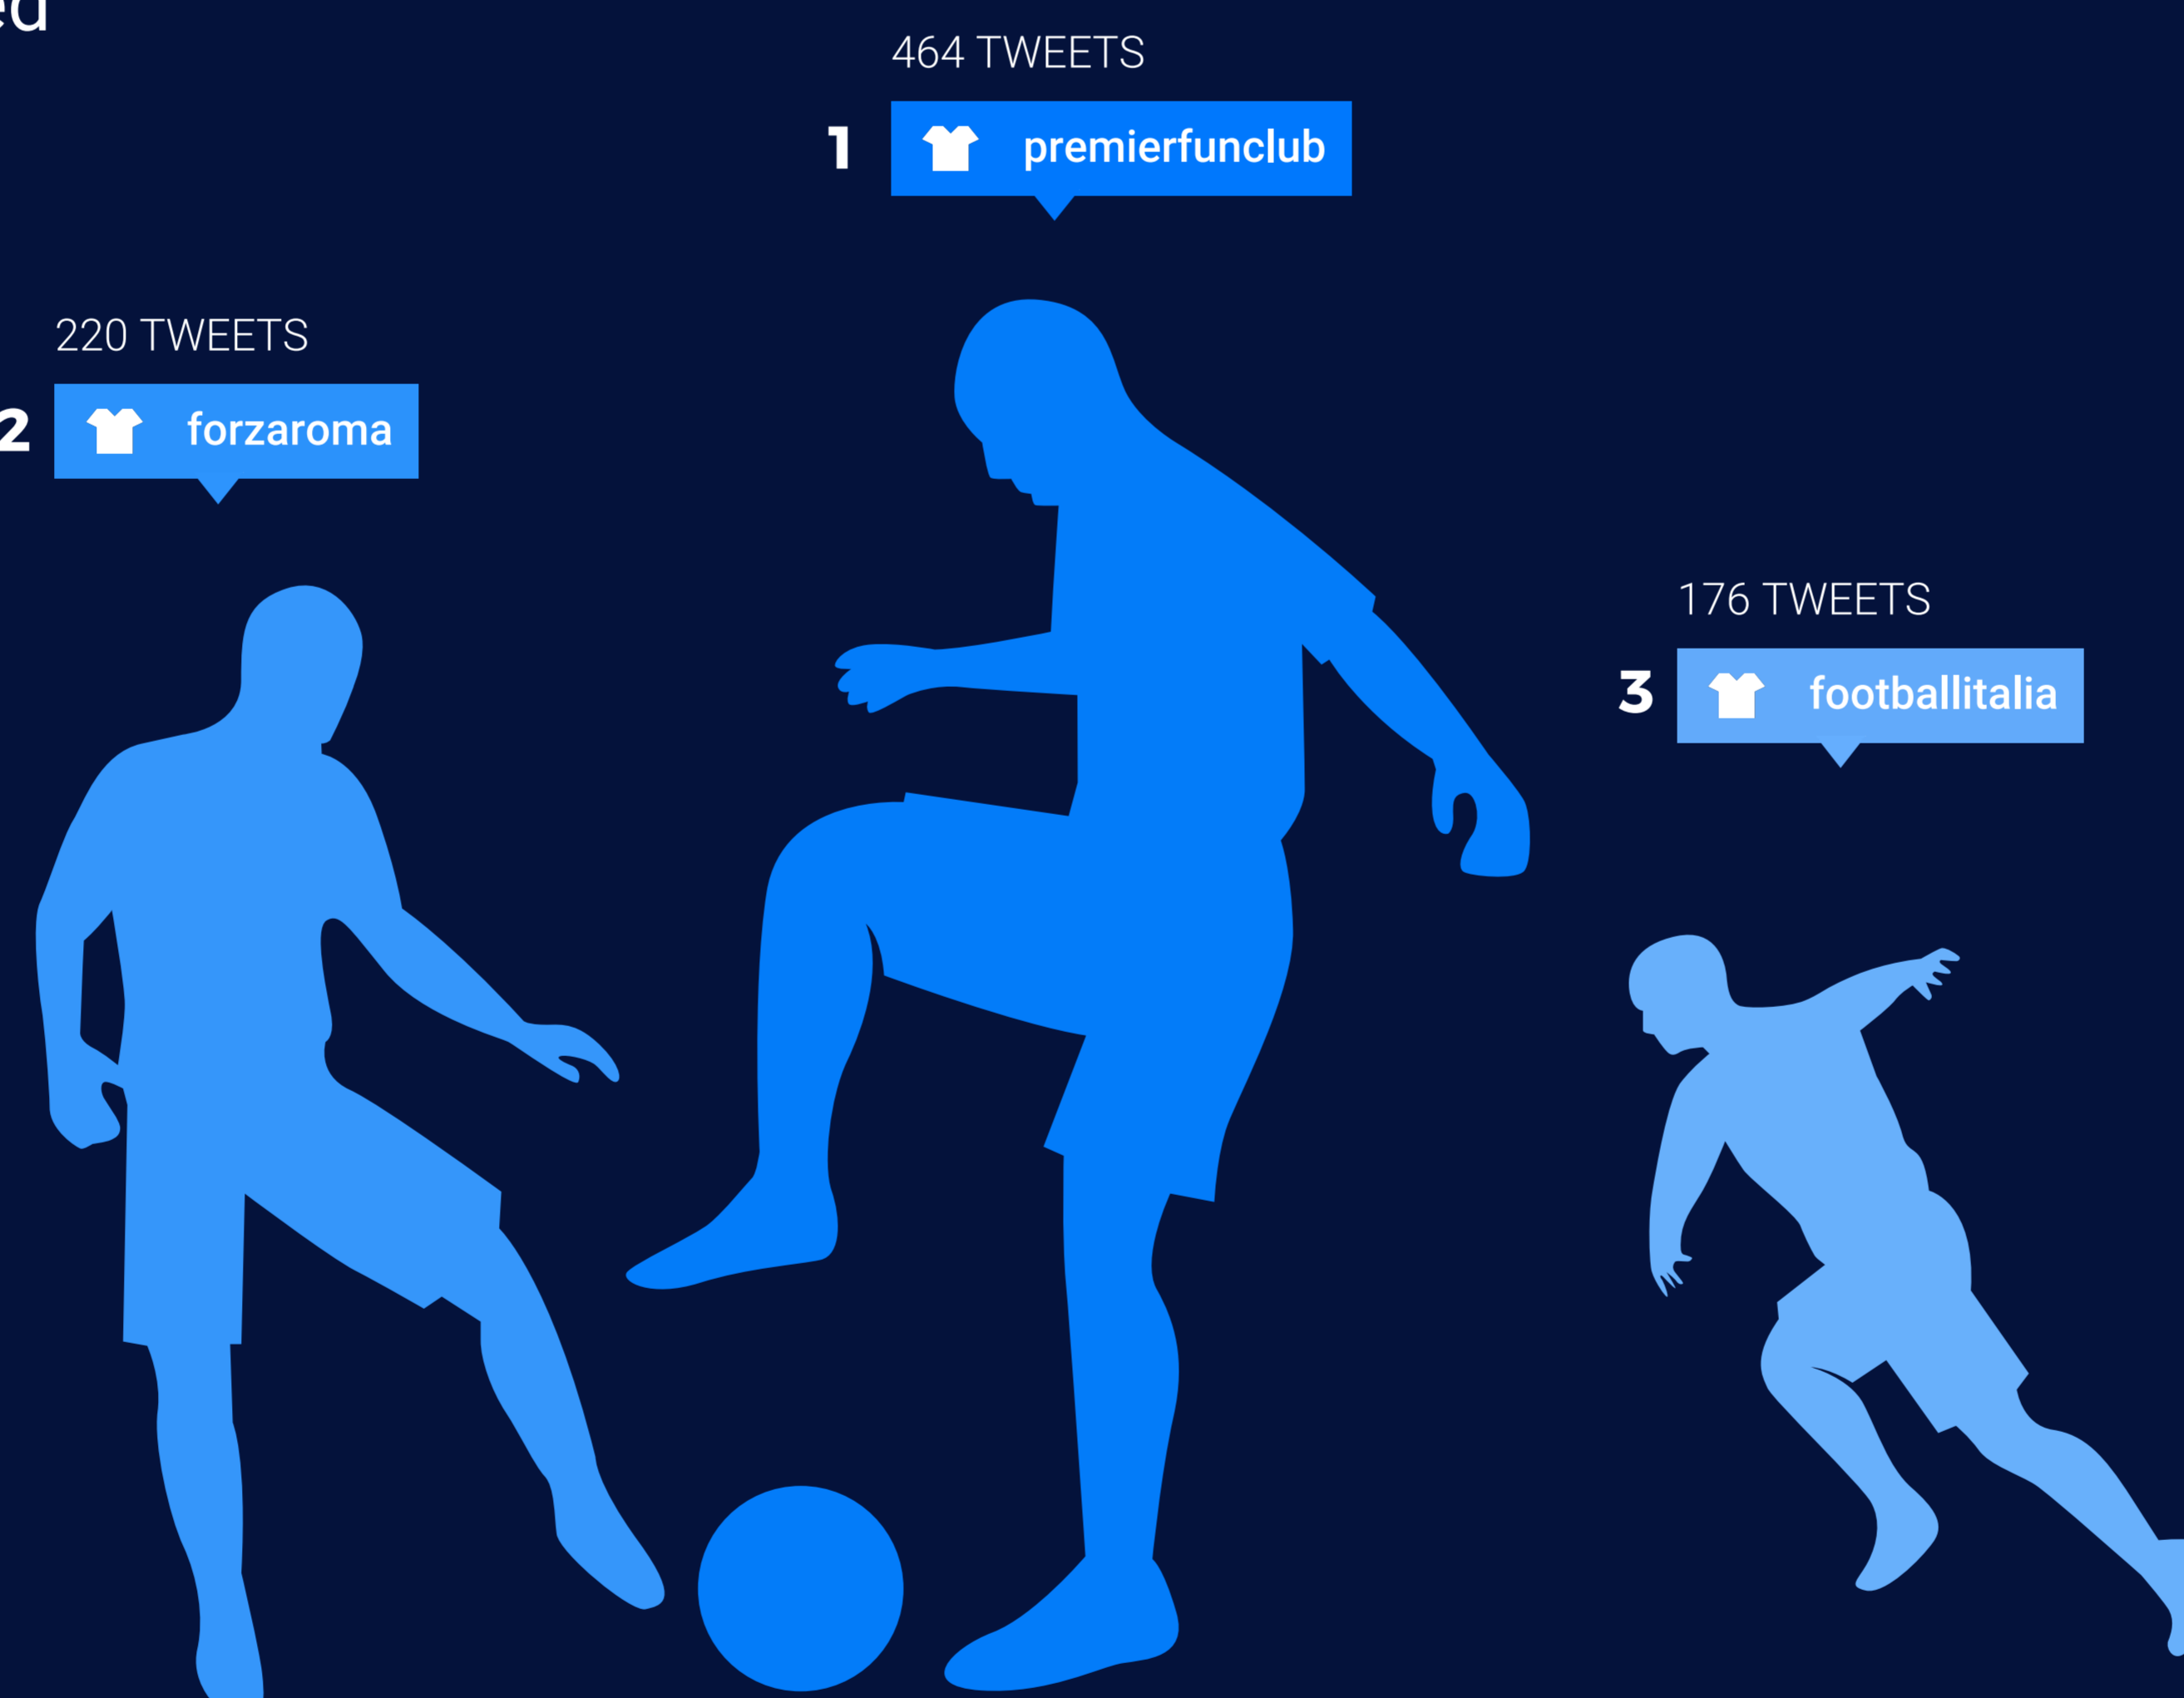 464 TWEETS
1 premierfunclub
220 TWEETS
2 forzaroma
176 TWEETS
3 footballitalia